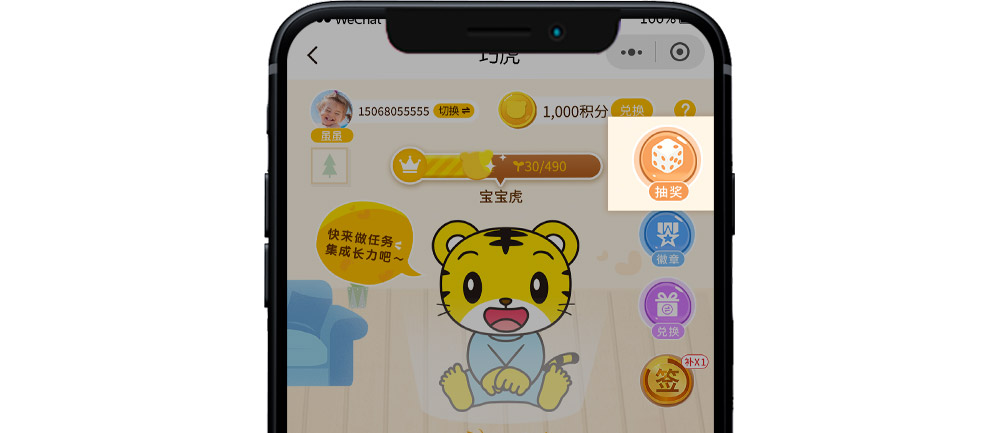 WeChat
100%
巧虎
15068055555 切换
1,000积分 兑换 ?
虽虽
抽奖
30/490
宝宝虎
快来做任务
集成长力吧~
徽章
兑换
补X1
签